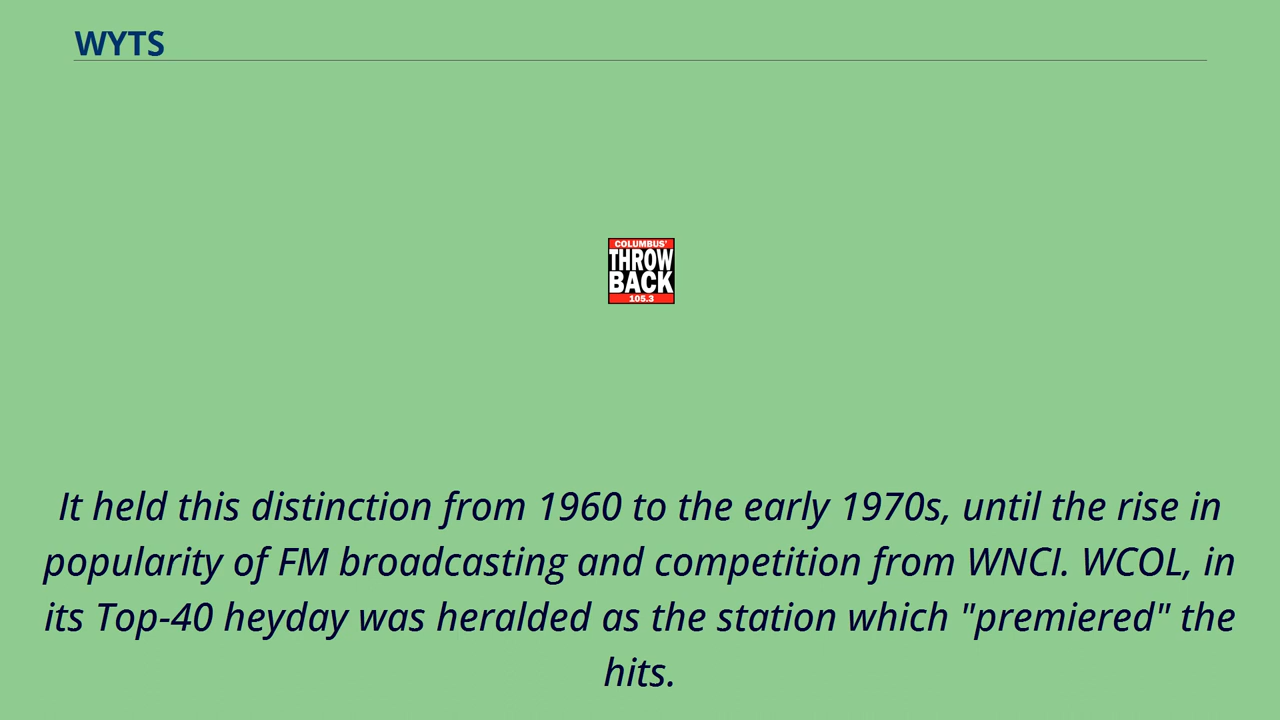 WYTS
COLUMBUS'
THROW
BACK
105.3
It held this distinction from 1960 to the early 1970s, until the rise in
popularity of FM broadcasting and competition from WNCI. WCOL, in
its Top-40 heyday was heralded as the station which "premiered" the
hits.